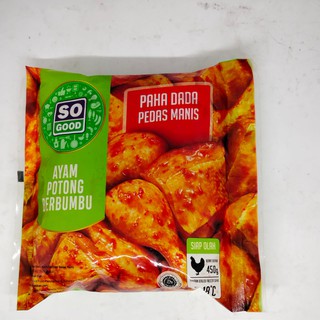 SO
GOOD
PAHA DADA
PEDAS MANIS
AYAM
POTONG
BERBUMBU
SIAP OLAH
450g